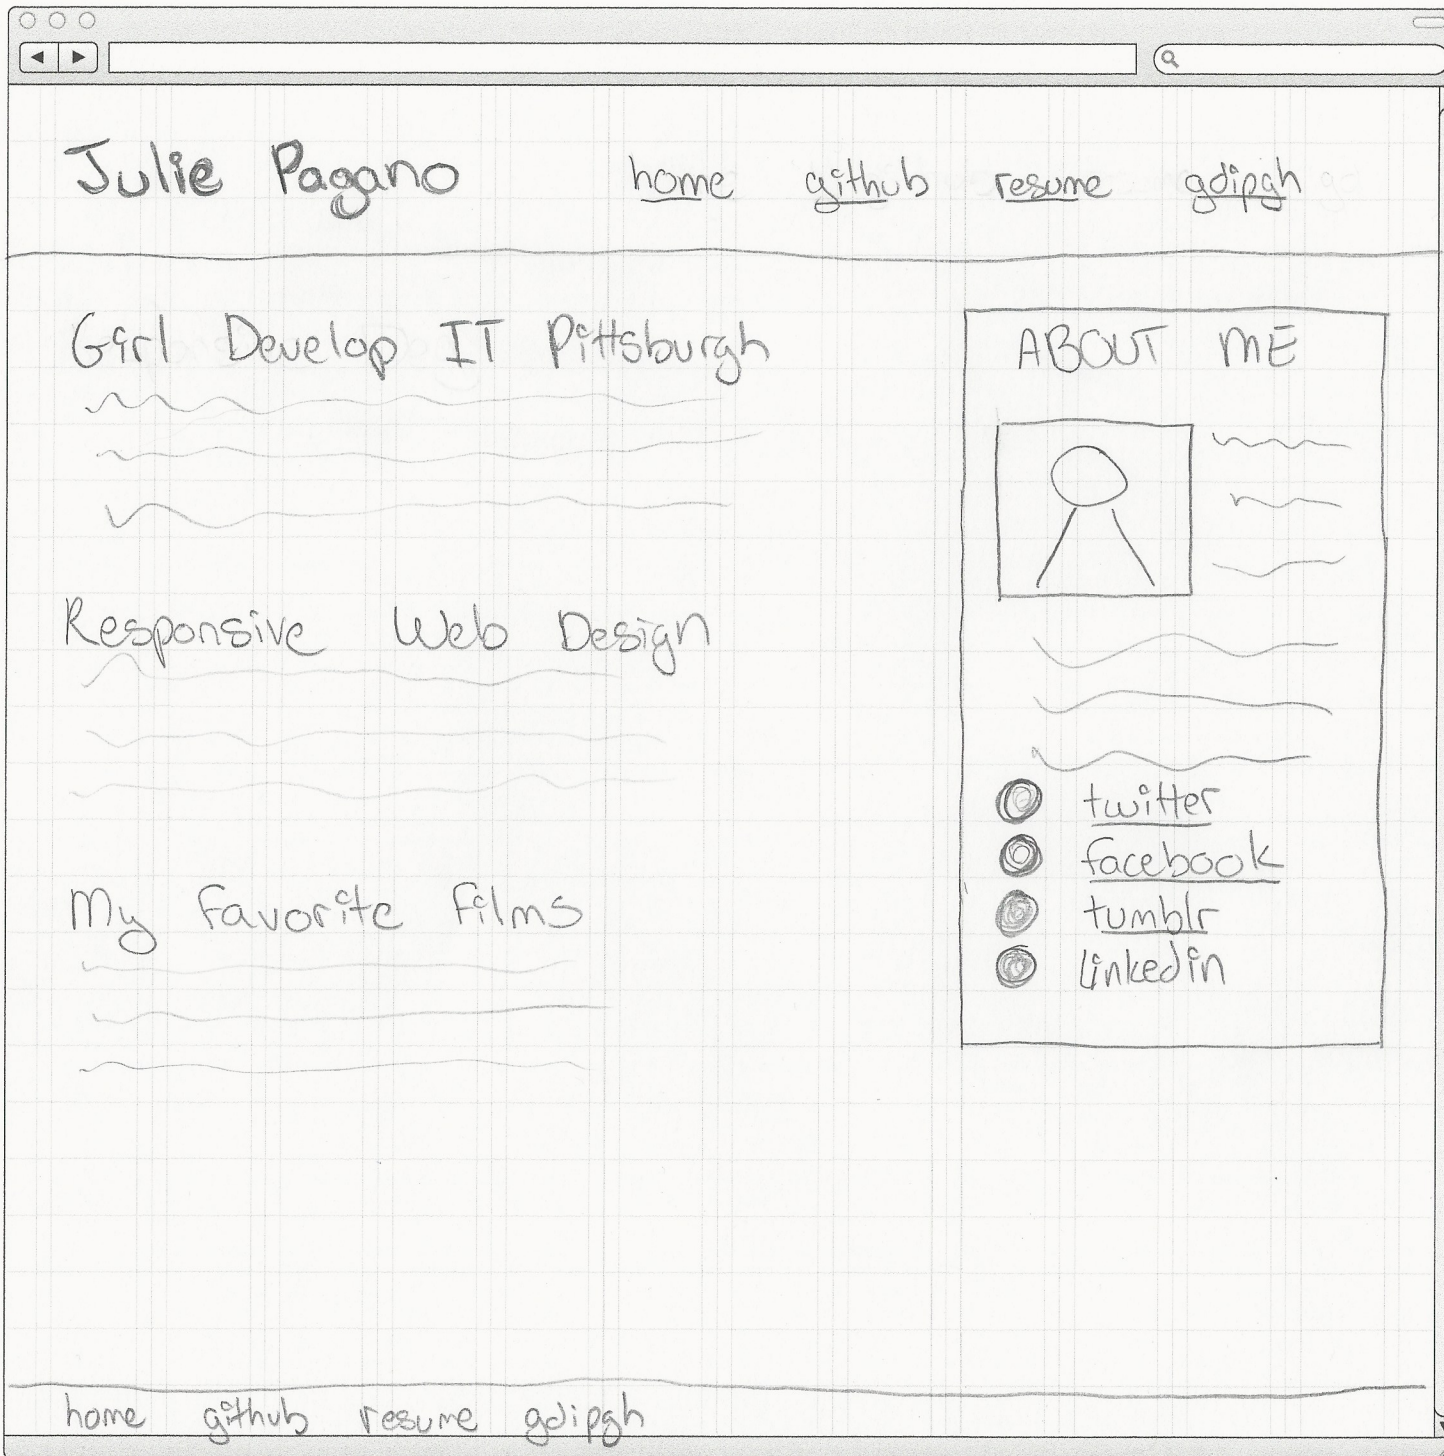 Julie Pagano
home github resume gdipgh
Girl Develop IT Pittsburgh
Responsive Web Design
My favorite films
ABOUT ME
twitter
facebook
tumblr
linkedin
home github resume gdipgh